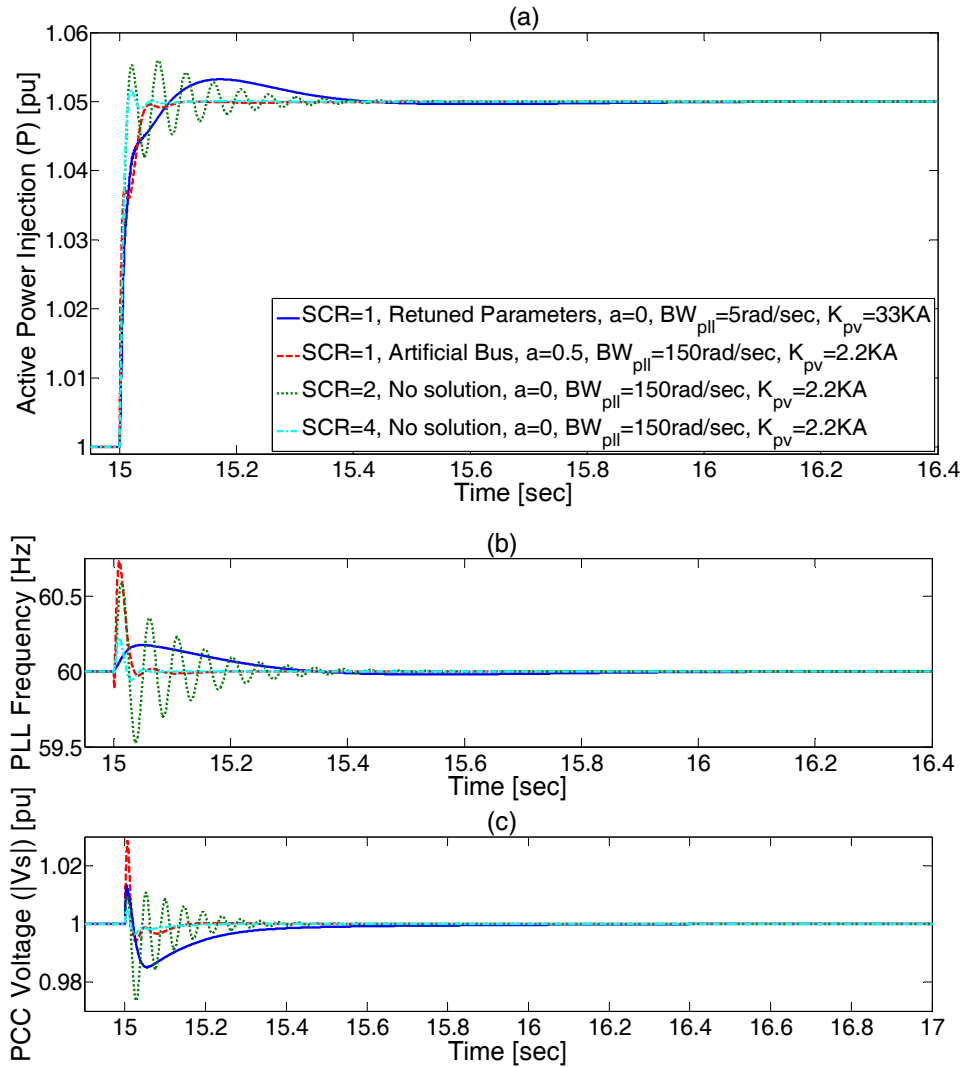 (a)
Active Power Injection (P) [pu]
1.06
1.05
1.04
1.03
1.02
1.01
1
SCR=1, Retuned Parameters, a=0, BWpll=5rad/sec, Kpv=33KA
SCR=1, Artificial Bus, a=0.5, BWpll=150rad/sec, Kpv=2.2KA
SCR=2, No solution, a=0, BWpll=150rad/sec, Kpv=2.2KA
SCR=4, No solution, a=0, BWpll=150rad/sec, Kpv=2.2KA
15 15.2 15.4 15.6 15.8 16 16.2 16.4
Time [sec]
(b)
PLL Frequency [Hz]
60.5
60
59.5
15 15.2 15.4 15.6 15.8 16 16.2 16.4
Time [sec]
(c)
PCC Voltage (|Vs|) [pu]
1.02
1
0.98
15 15.2 15.4 15.6 15.8 16 16.2 16.4 16.6 16.8 17
Time [sec]